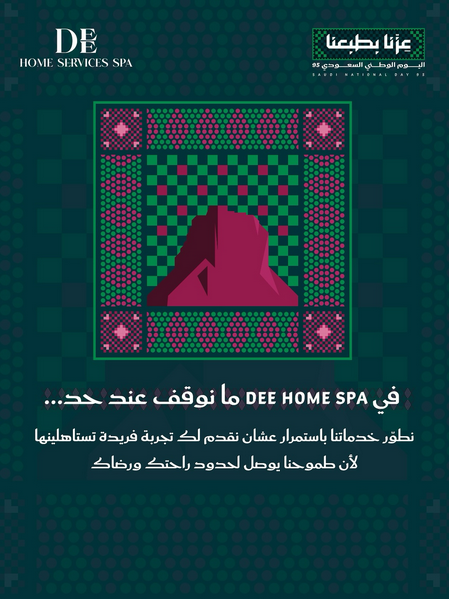 DEE
HOME SERVICES SPA
عزّنا بطبعنا
اليوم الوطني السعودي 95
SAUDI NATIONAL DAY 95
في DEE HOME SPA ما نوقف عند حد...
نطوّر خدماتنا باستمرار عشان نقدم لك تجربة فريدة تستاهلينها
لأن طموحنا يوصل لحدود راحتك ورضاك